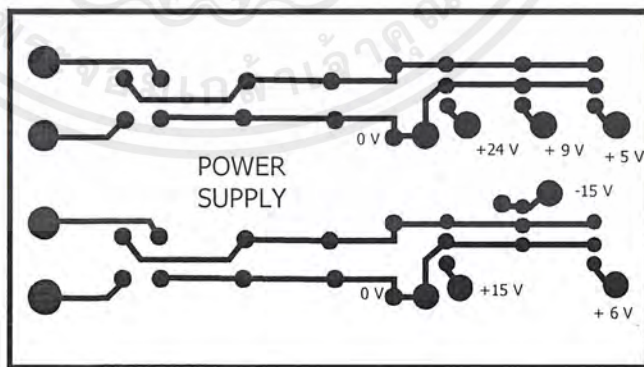 0 V
+24 V
+ 9 V
+ 5 V
POWER
SUPPLY
-15 V
0 V
+15 V
+ 6 V